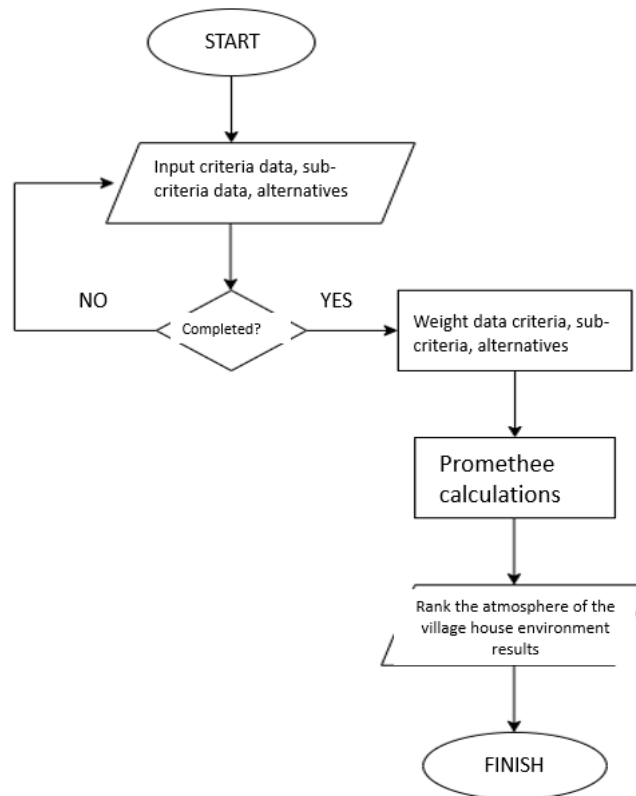 START
Input criteria data, sub-
criteria data, alternatives
NO
Completed?
YES
Weight data criteria, sub-
criteria, alternatives
Promethee
calculations
Rank the atmosphere of the
village house environment
results
FINISH